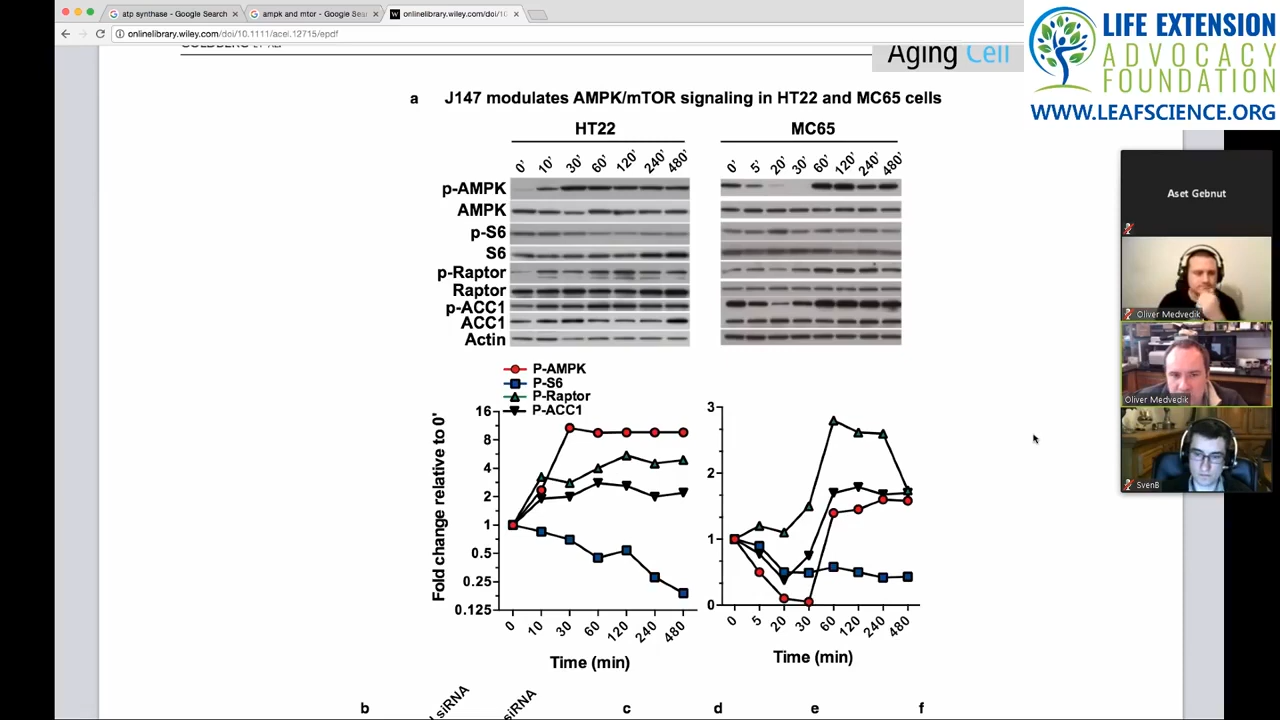 atp synthase - Google Search
ampk and mtor - Google Sea
onlinelibrary.wiley.com/doi/10
onlinelibrary.wiley.com/doi/10.1111/acel.12715/epdf
GOLDBERG ET AL.
Aging Cell
LIFE EXTENSION
ADVOCACY
FOUNDATION
WWW.LEAFSCIENCE.ORG
a J147 modulates AMPK/mTOR signaling in HT22 and MC65 cells
HT22 MC65
0' 10' 30' 60' 120' 240' 480' 0' 5' 20' 30' 60' 120' 240' 480'
p-AMPK
AMPK
p-S6
S6
p-Raptor
Raptor
p-ACC1
ACC1
Actin
P-AMPK
P-S6
P-Raptor
P-ACC1
Fold change relative to 0'
16
8
4
2
1
0.5
0.25
0.125
0 10 30 60 120 240 480
Time (min)
3
2
1
0
0 5 20 30 60 120 240 480
Time (min)
b c d e f
siRNA
siRNA
Aset Gebnut
Oliver Medvedik
Oliver Medvedik
SvenB